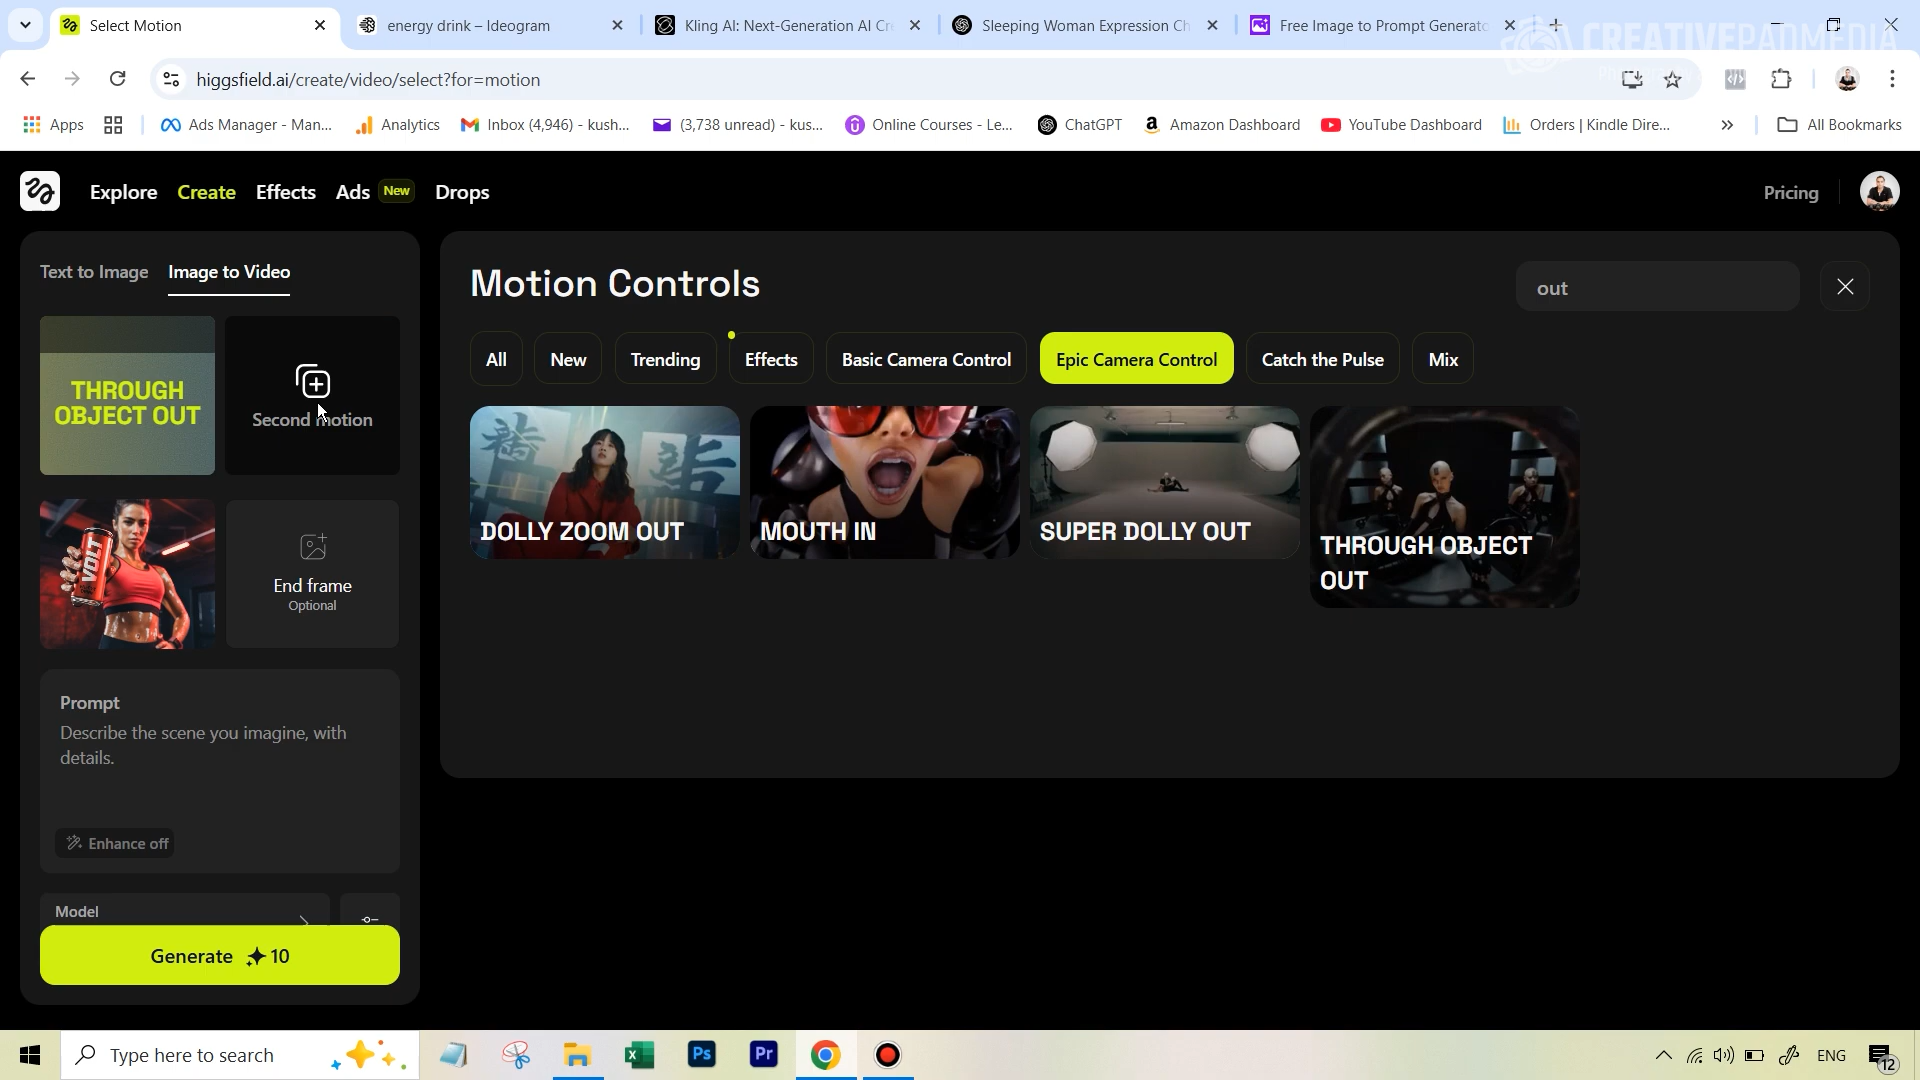 Select Motion
energy drink – Ideogram
Kling AI: Next-Generation AI Cr
Sleeping Woman Expression Ch
Free Image to Prompt Generato
CREATIVEPADMEDIA
higgsfield.ai/create/video/select?for=motion
Apps
Ads Manager - Man...
Analytics
Inbox (4,946) - kush...
(3,738 unread) - kus...
Online Courses - Le...
ChatGPT
Amazon Dashboard
YouTube Dashboard
Orders | Kindle Dire...
All Bookmarks
Explore
Create
Effects
Ads
New
Drops
Pricing
Text to Image
Image to Video
Motion Controls
out
All
New
Trending
Effects
Basic Camera Control
Epic Camera Control
Catch the Pulse
Mix
THROUGH
OBJECT OUT
Second motion
DOLLY ZOOM OUT
MOUTH IN
SUPER DOLLY OUT
THROUGH OBJECT
OUT
VOLT
End frame
Optional
Prompt
Describe the scene you imagine, with
details.
Enhance off
Model
Generate 10
Type here to search
Ps
Pr
ENG
12